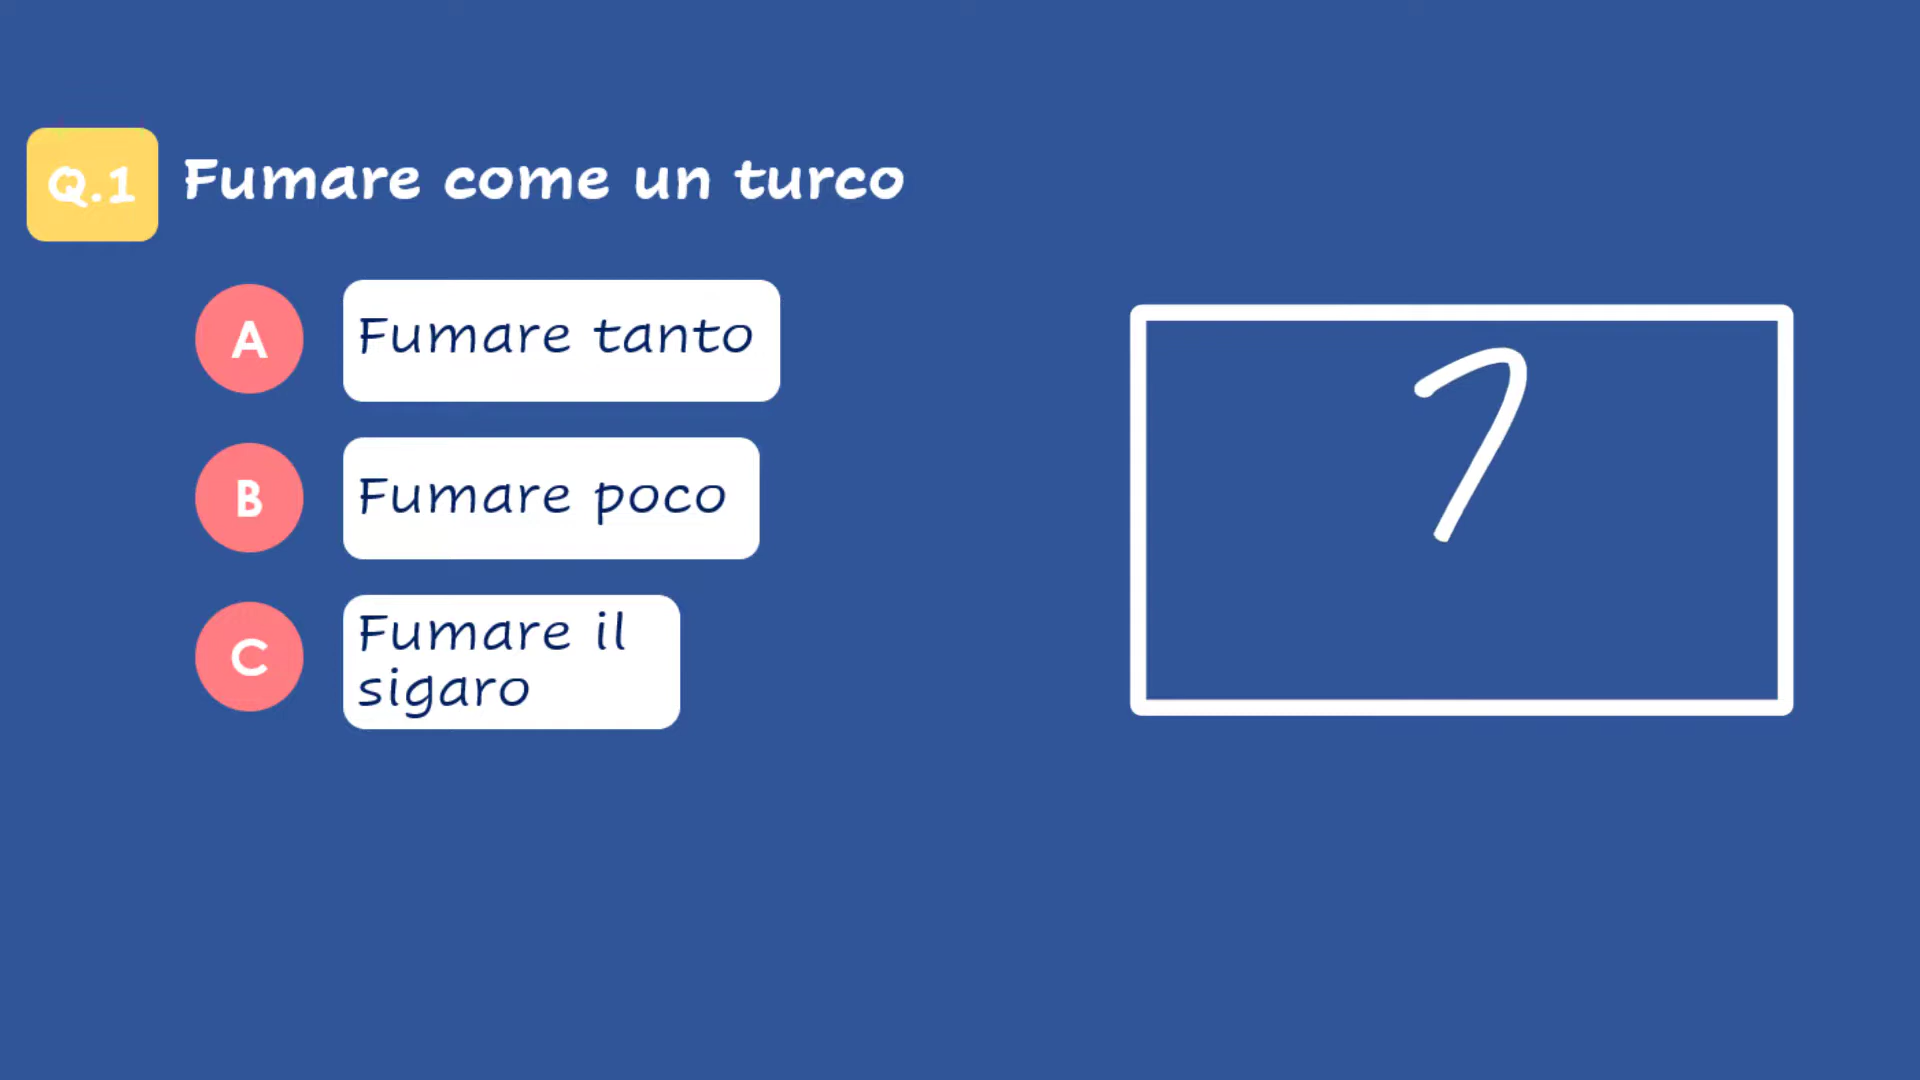 Q.1 Fumare come un turco
A Fumare tanto
B Fumare poco
C Fumare il
sigaro
7